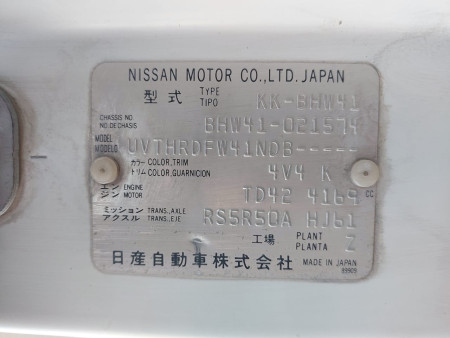 NISSAN MOTOR CO.,LTD. JAPAN
型式 TYPE TIPO KK-BHW41
CHASSIS NO NO DE CHASIS BHW41-021574
MODEL MODELO UVTHRDFW41NDB-----
カラー COLOR,TRIM トリム COLOR,GUARNICION 4V4 K
エンジン ENGINE MOTOR TD42 4169 cc
ミッション TRANS.,AXLE アクスル TRANS.,EJE RS5R50A HJ61
工場 PLANT PLANTA Z
日産自動車株式会社 MADE IN JAPAN